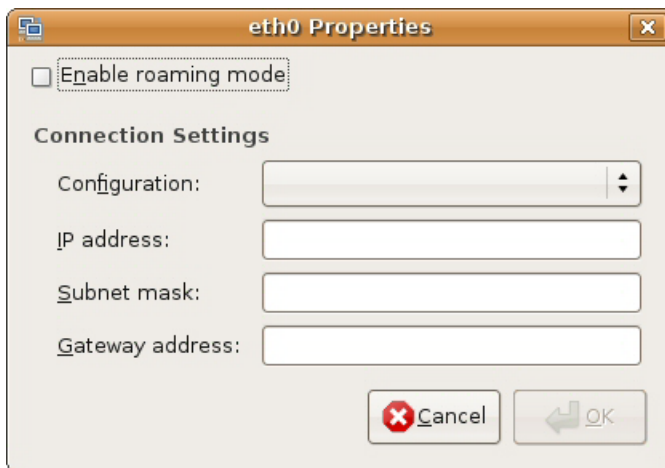 eth0 Properties
Enable roaming mode
Connection Settings
Configuration:
IP address:
Subnet mask:
Gateway address:
Cancel
OK